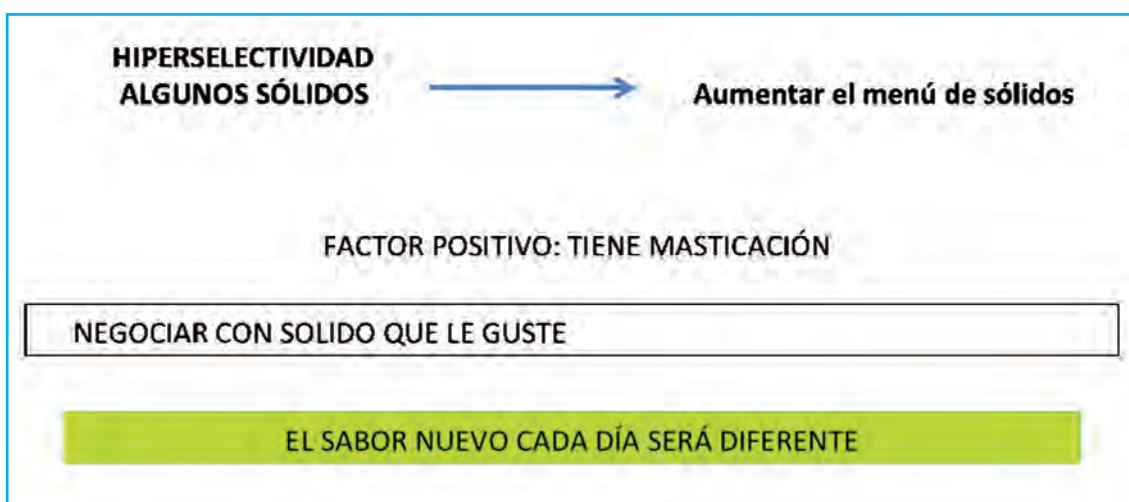 HIPERSELECTIVIDAD
ALGUNOS SÓLIDOS
Aumentar el menú de sólidos
FACTOR POSITIVO: TIENE MASTICACIÓN
NEGOCIAR CON SOLIDO QUE LE GUSTE
EL SABOR NUEVO CADA DÍA SERÁ DIFERENTE